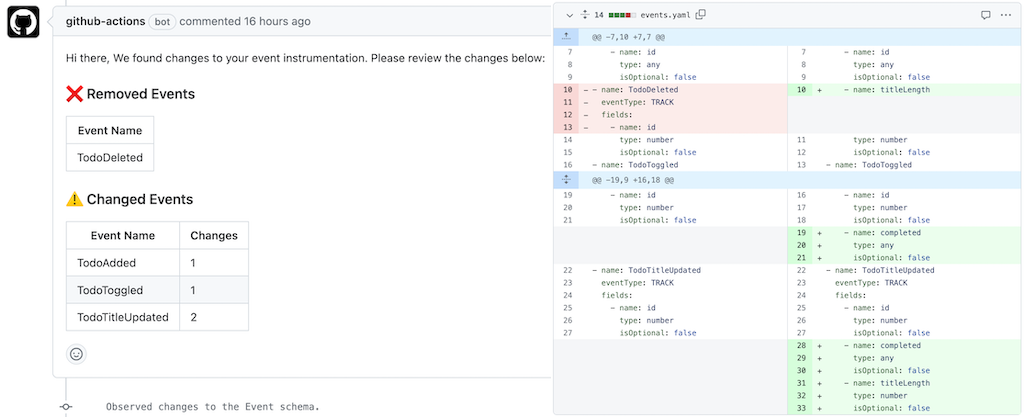 github-actions bot commented 16 hours ago
Hi there, We found changes to your event instrumentation. Please review the changes below:
❌ Removed Events
Event Name
TodoDeleted
⚠️ Changed Events
Event Name Changes
TodoAdded 1
TodoToggled 1
TodoTitleUpdated 2
Observed changes to the Event schema.
14 events.yaml
@@ -7,10 +7,7 @@
7 - name: id 7 - name: id
8 type: any 8 type: any
9 isOptional: false 9 isOptional: false
10 - - name: TodoDeleted 10 + - name: titleLength
11 - eventType: TRACK
12 - fields:
13 - - name: id
14 type: number 11 type: number
15 isOptional: false 12 isOptional: false
16 - name: TodoToggled 13 - name: TodoToggled
@@ -19,9 +16,18 @@
19 - name: id 16 - name: id
20 type: number 17 type: number
21 isOptional: false 18 isOptional: false
19 + - name: completed
20 + type: any
21 + isOptional: false
22 - name: TodoTitleUpdated 22 - name: TodoTitleUpdated
23 eventType: TRACK 23 eventType: TRACK
24 fields: 24 fields:
25 - name: id 25 - name: id
26 type: number 26 type: number
27 isOptional: false 27 isOptional: false
28 + - name: completed
29 + type: any
30 + isOptional: false
31 + - name: titleLength
32 + type: number
33 + isOptional: false